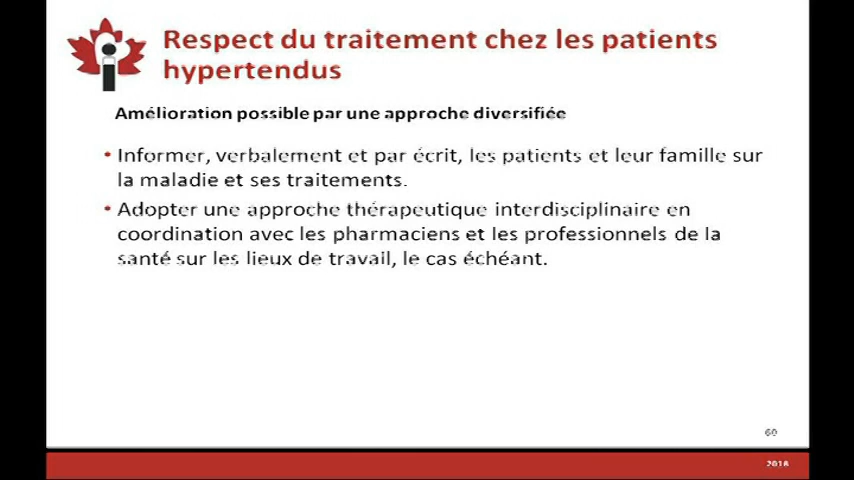 Respect du traitement chez les patients
hypertendus
Amélioration possible par une approche diversifiée
• Informer, verbalement et par écrit, les patients et leur famille sur
la maladie et ses traitements.
• Adopter une approche thérapeutique interdisciplinaire en
coordination avec les pharmaciens et les professionnels de la
santé sur les lieux de travail, le cas échéant.
60
2016